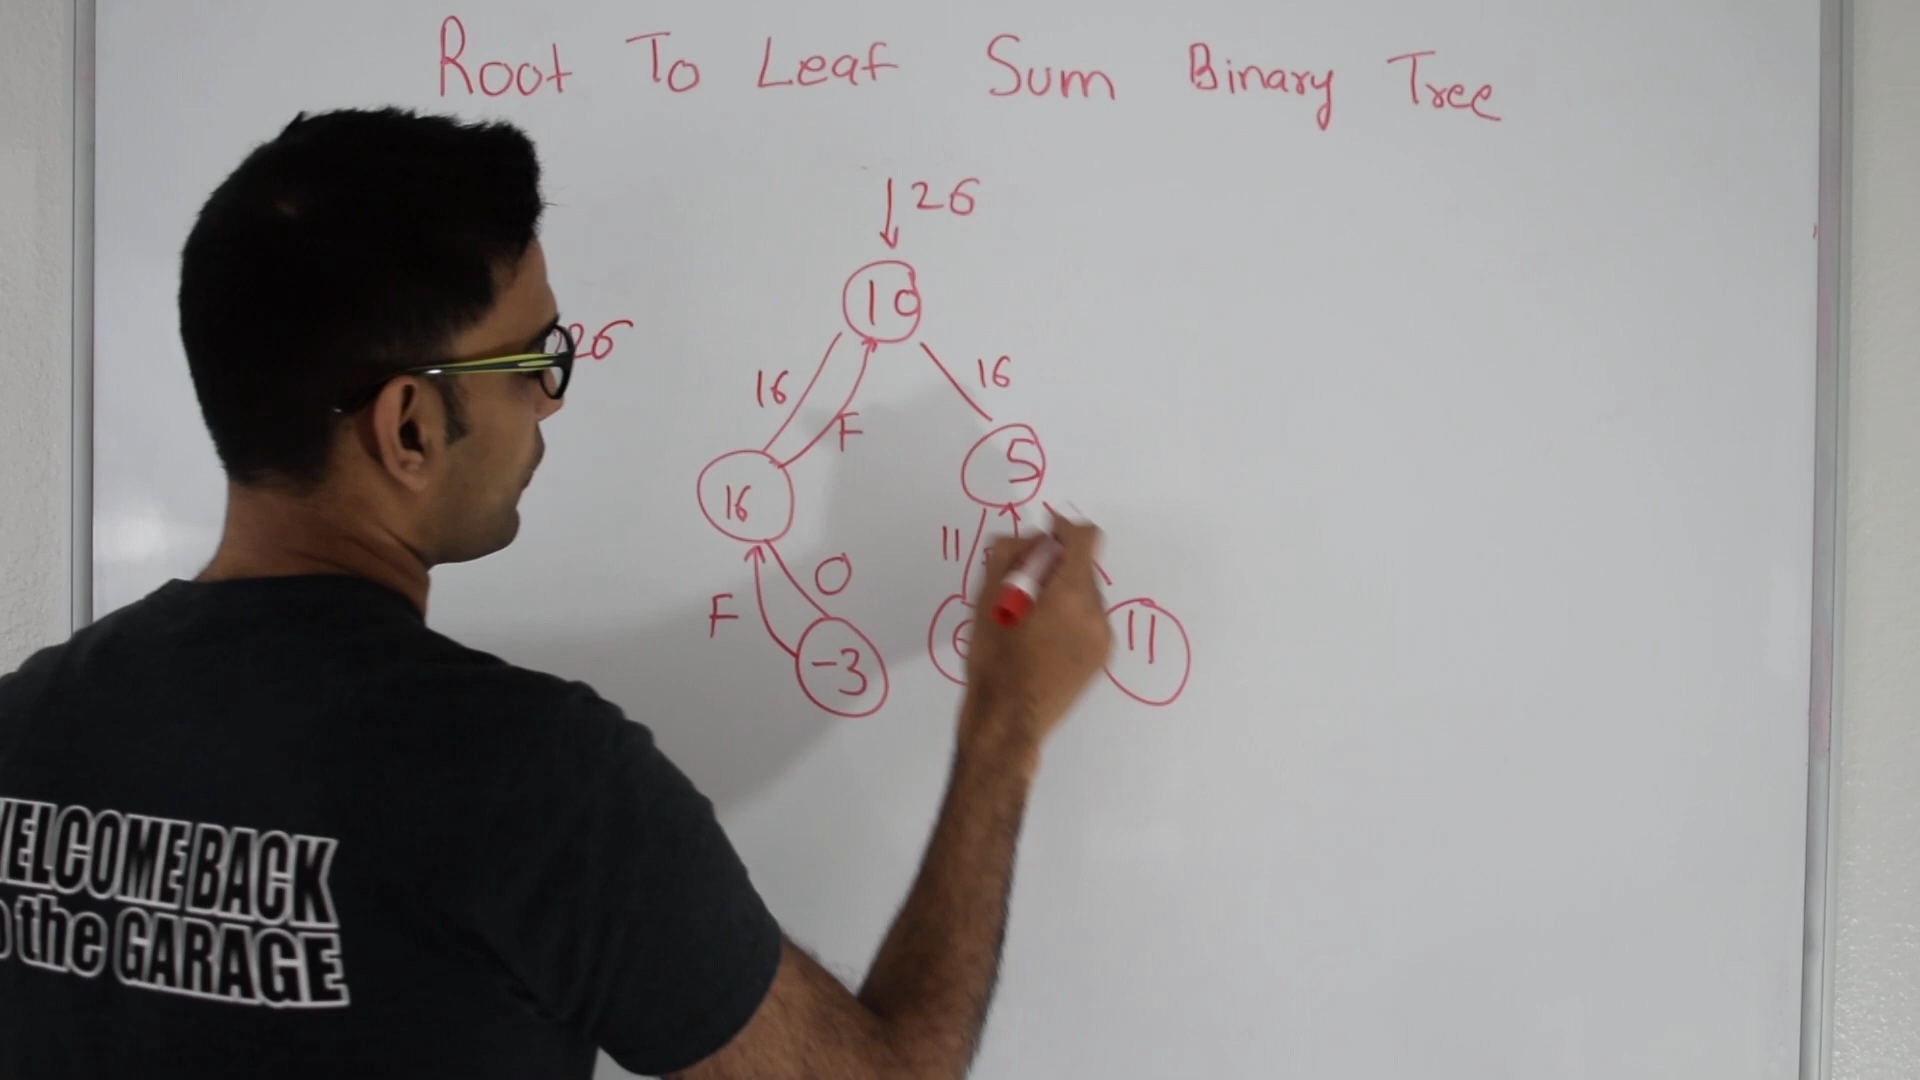 Root To Leaf Sum Binary Tree
26
10
26
16
16
F
5
16
11
0
F
11
-3
WELCOME BACK
the GARAGE